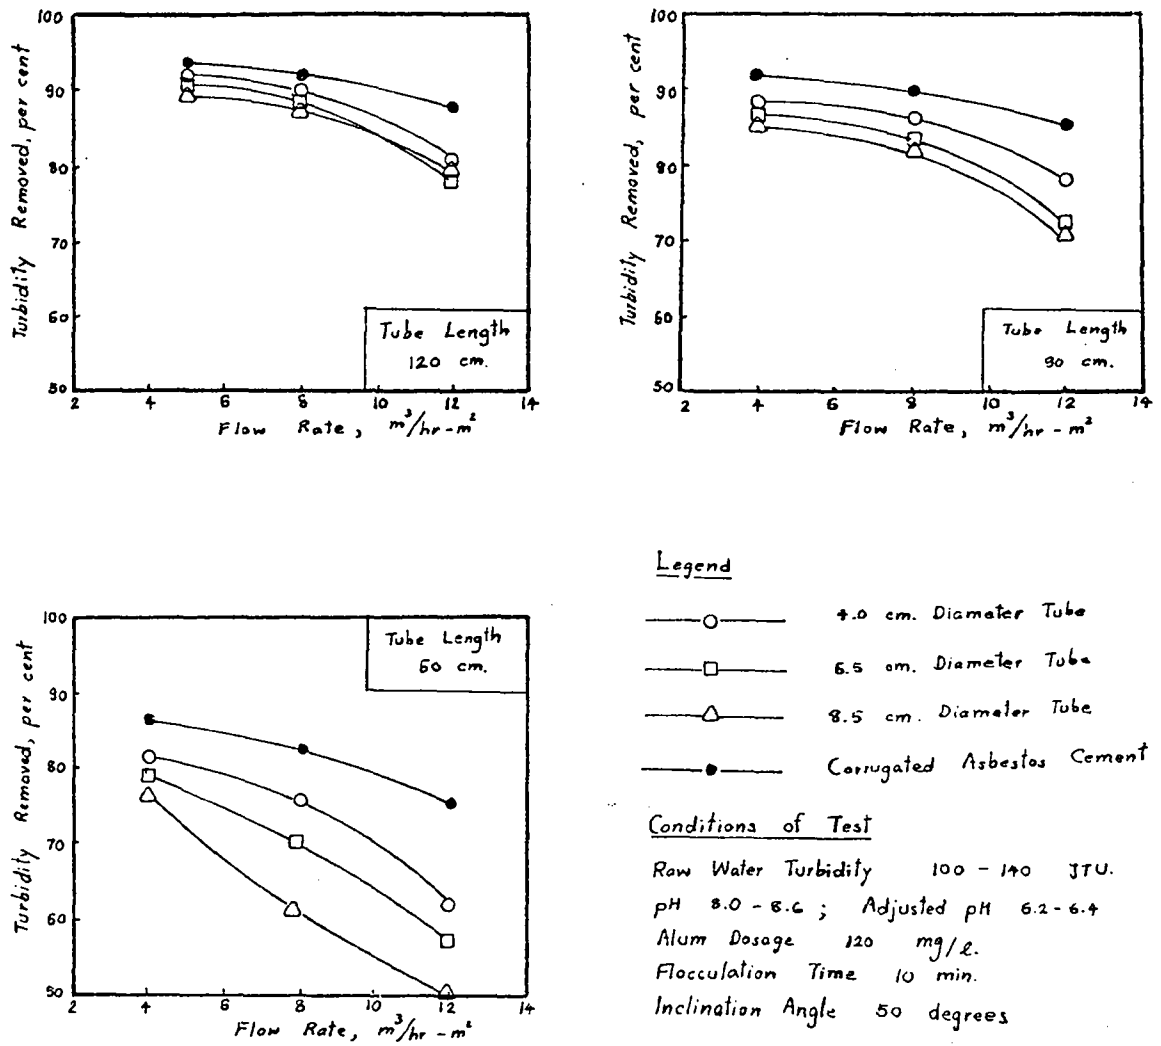 100
90
80
70
60
50
2 4 6 8 10 12 14
Turbidity Removed, per cent
Flow Rate, m³/hr-m²
Tube Length
120 cm.
100
90
80
70
60
50
2 4 6 8 10 12 14
Turbidity Removed, per cent
Flow Rate, m³/hr-m²
Tube Length
90 cm.
100
90
80
70
60
50
2 4 6 8 10 12 14
Turbidity Removed, per cent
Flow Rate, m³/hr-m²
Tube Length
60 cm.
Legend
4.0 cm. Diameter Tube
6.5 cm. Diameter Tube
8.5 cm. Diameter Tube
Corrugated Asbestos Cement
Conditions of Test
Raw Water Turbidity 100 - 140 JTU.
pH 8.0 - 8.6 ; Adjusted pH 6.2 - 6.4
Alum Dosage 120 mg/l.
Flocculation Time 10 min.
Inclination Angle 50 degrees